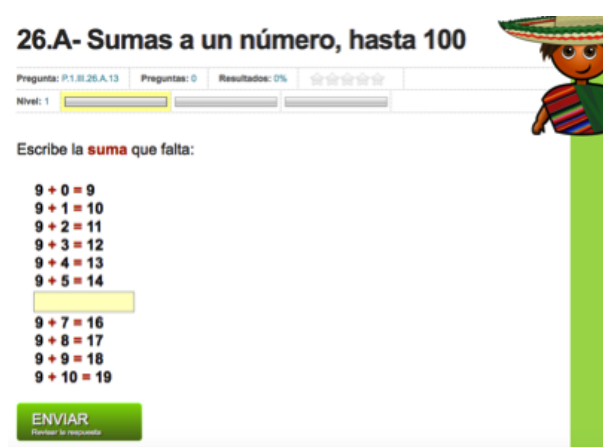 26.A- Sumas a un número, hasta 100
Pregunta: P.1.III.26.A.13 Preguntas: 0 Resultados: 0%
Nivel: 1
Escribe la suma que falta:
9 + 0 = 9
9 + 1 = 10
9 + 2 = 11
9 + 3 = 12
9 + 4 = 13
9 + 5 = 14
9 + 7 = 16
9 + 8 = 17
9 + 9 = 18
9 + 10 = 19
ENVIAR
Revisar la respuesta